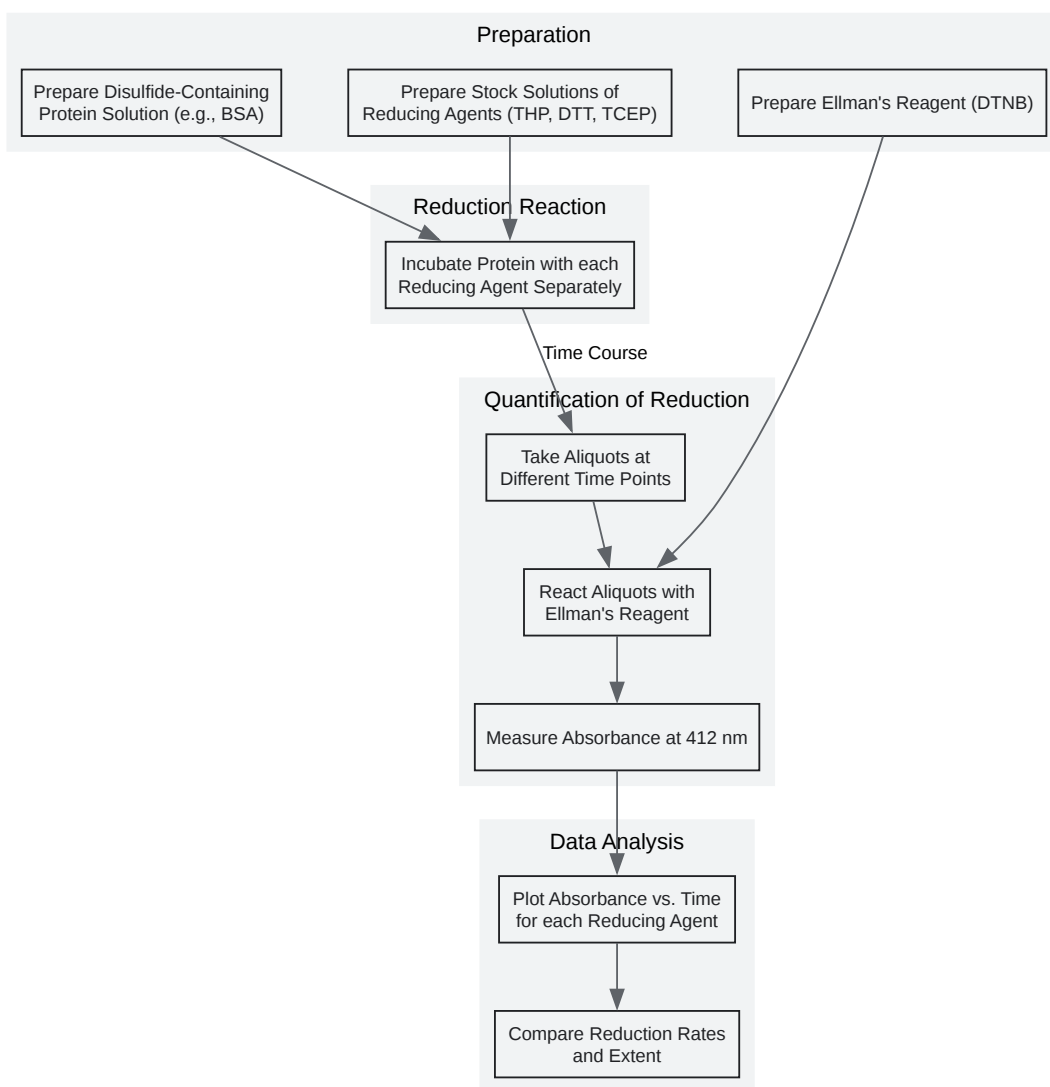 Preparation
Prepare Disulfide-Containing
Protein Solution (e.g., BSA)
Prepare Stock Solutions of
Reducing Agents (THP, DTT, TCEP)
Prepare Ellman's Reagent (DTNB)
Reduction Reaction
Incubate Protein with each
Reducing Agent Separately
Time Course
Quantification of Reduction
Take Aliquots at
Different Time Points
React Aliquots with
Ellman's Reagent
Measure Absorbance at 412 nm
Data Analysis
Plot Absorbance vs. Time
for each Reducing Agent
Compare Reduction Rates
and Extent